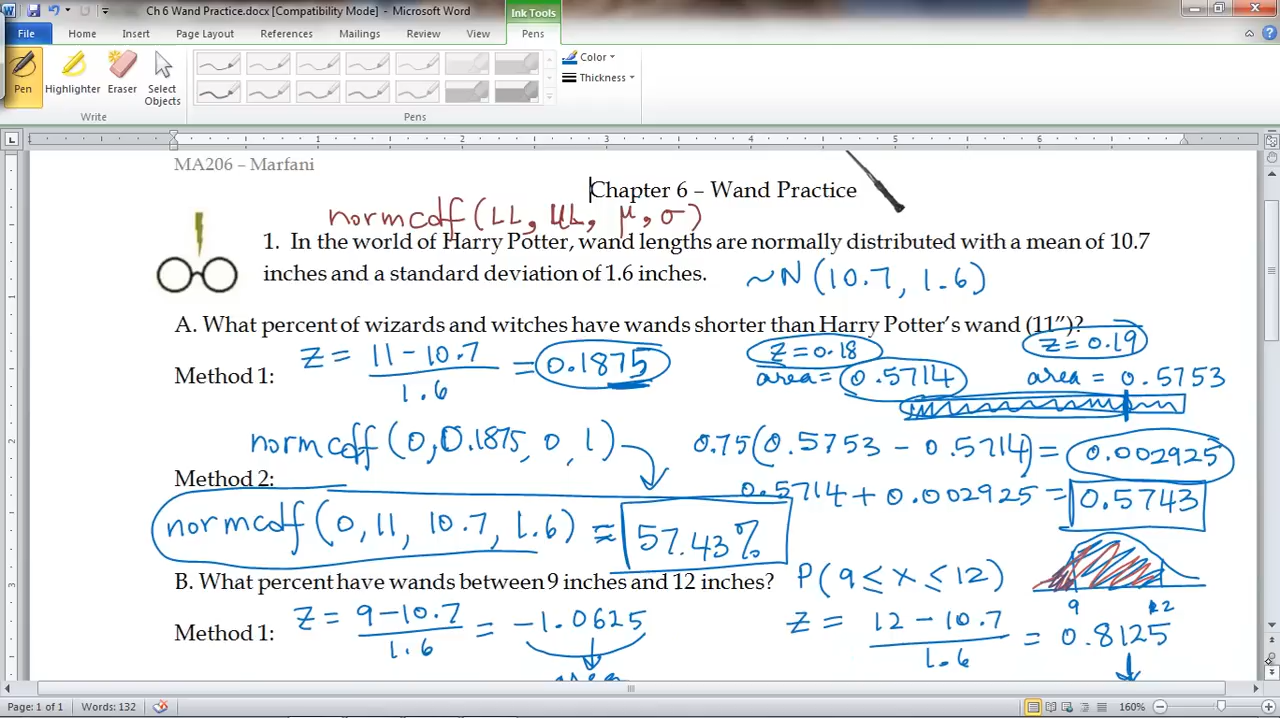 Ch 6 Wand Practice.docx [Compatibility Mode] - Microsoft Word
Ink Tools
File Home Insert Page Layout References Mailings Review View Pens
Pen Highlighter Eraser Select Objects
Color
Thickness
Write Pens
1 2 3 4 5 6
MA206 – Marfani
Chapter 6 – Wand Practice
normcdf (LL, UL, μ, σ)
1. In the world of Harry Potter, wand lengths are normally distributed with a mean of 10.7
inches and a standard deviation of 1.6 inches. ~N (10.7, 1.6)
A. What percent of wizards and witches have wands shorter than Harry Potter's wand (11")?
Method 1: z = 11 - 10.7 / 1.6 = 0.1875
z = 0.18 z = 0.19
area = 0.5714 area = 0.5753
normcdf (0, 0.1875, 0, 1) 0.75(0.5753 - 0.5714) = 0.002925
Method 2: 0.5714 + 0.002925 = 0.5743
normcdf (0, 11, 10.7, 1.6) ≈ 57.43%
B. What percent have wands between 9 inches and 12 inches? P(9 ≤ x ≤ 12)
9 12
Method 1: z = 9 - 10.7 / 1.6 = -1.0625 z = 12 - 10.7 / 1.6 = 0.8125
area
Page: 1 of 1 Words: 132 160%